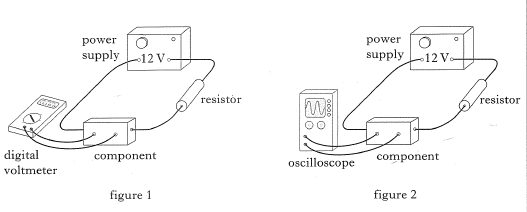 power
supply
12 V
resistor
digital
voltmeter
component
figure 1
power
supply
12 V
resistor
oscilloscope
component
figure 2